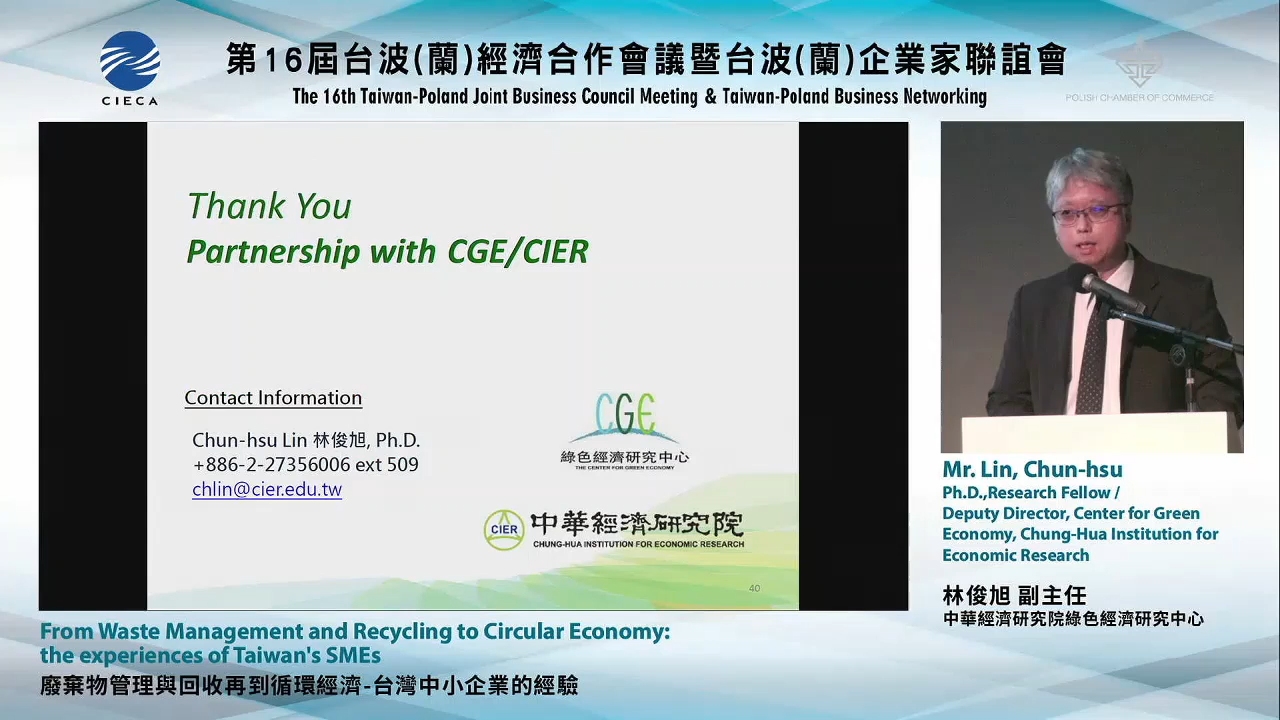 CIECA
第16屆台波(蘭)經濟合作會議暨台波(蘭)企業家聯誼會
The 16th Taiwan-Poland Joint Business Council Meeting & Taiwan-Poland Business Networking
POLISH CHAMBER OF COMMERCE
Thank You
Partnership with CGE/CIER
Contact Information
Chun-hsu Lin 林俊旭, Ph.D.
+886-2-27356006 ext 509
chlin@cier.edu.tw
CGE
綠色經濟研究中心
THE CENTER FOR GREEN ECONOMY
CIER
中華經濟研究院
CHUNG-HUA INSTITUTION FOR ECONOMIC RESEARCH
40
Mr. Lin, Chun-hsu
Ph.D.,Research Fellow /
Deputy Director, Center for Green
Economy, Chung-Hua Institution for
Economic Research
林俊旭 副主任
中華經濟研究院綠色經濟研究中心
From Waste Management and Recycling to Circular Economy:
the experiences of Taiwan's SMEs
廢棄物管理與回收再到循環經濟-台灣中小企業的經驗